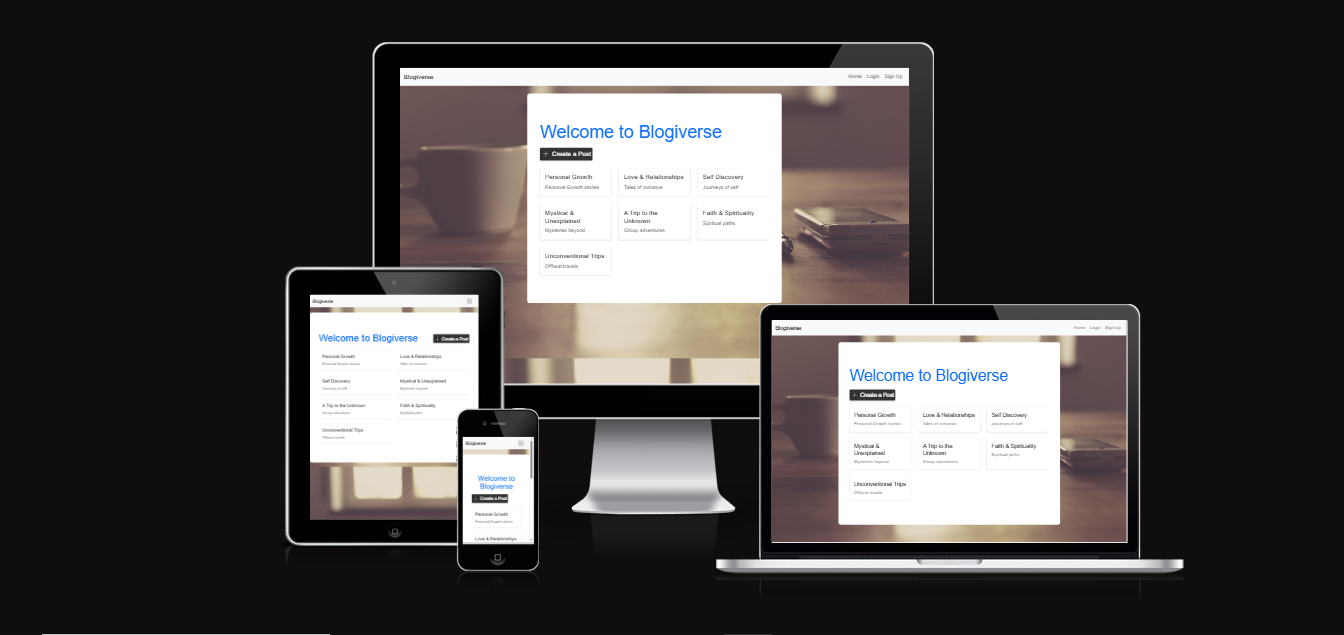 Blogiverse
Home Login Sign Up
Welcome to Blogiverse
+ Create a Post
Personal Growth
Personal Growth stories
Love & Relationships
Tales of romance
Self Discovery
Journeys of self
Mystical &
Unexplained
Mysteries beyond
A Trip to the
Unknown
Group adventures
Faith & Spirituality
Spiritual paths
Unconventional Trips
Offbeat travels
Blogiverse
Welcome to Blogiverse
+ Create a Post
Personal Growth
Personal Growth stories
Love & Relationships
Tales of romance
Self Discovery
Journeys of self
Mystical & Unexplained
Mysteries beyond
A Trip to the Unknown
Group adventures
Faith & Spirituality
Spiritual paths
Unconventional Trips
Offbeat travels
Blogiverse
Welcome to
Blogiverse
+ Create a Post
Personal Growth
Personal Growth stories
Love & Relationships
Blogiverse
Home Login Sign Up
Welcome to Blogiverse
+ Create a Post
Personal Growth
Personal Growth stories
Love & Relationships
Tales of romance
Self Discovery
Journeys of self
Mystical &
Unexplained
Mysteries beyond
A Trip to the
Unknown
Group adventures
Faith & Spirituality
Spiritual paths
Unconventional Trips
Offbeat travels